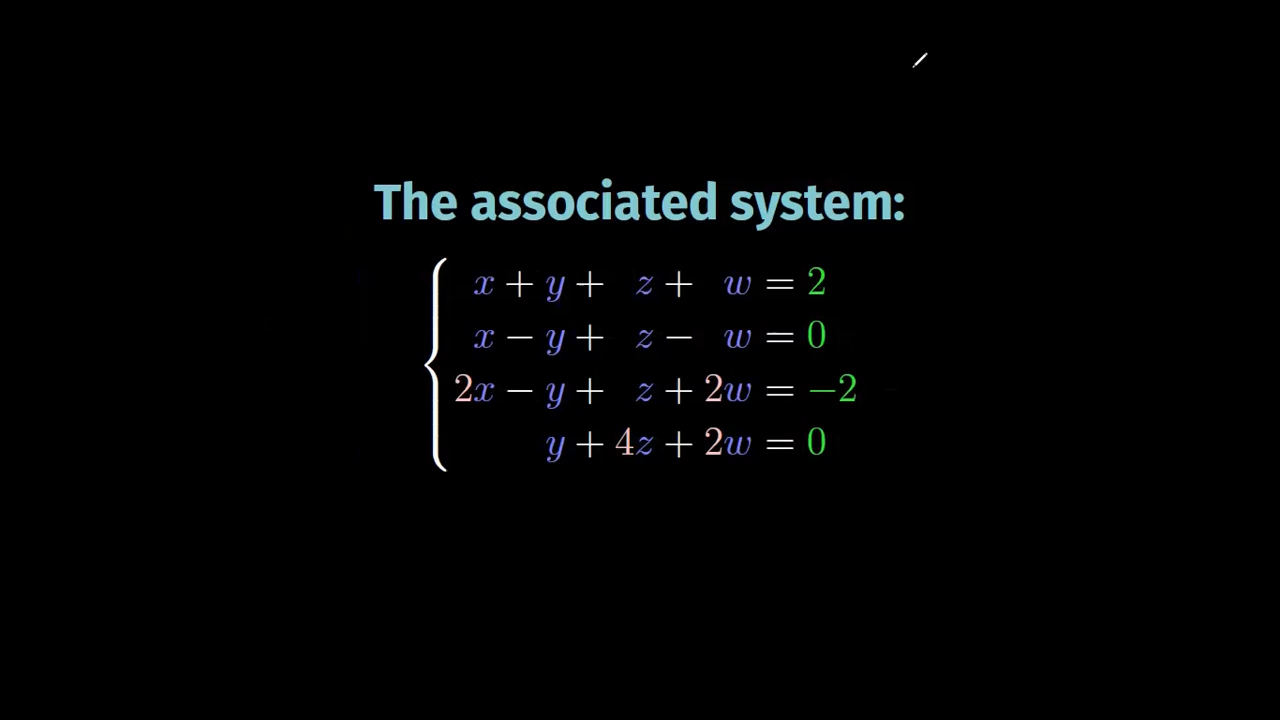 The associated system:
x + y + z + w = 2
x − y + z − w = 0
2x − y + z + 2w = −2
y + 4z + 2w = 0